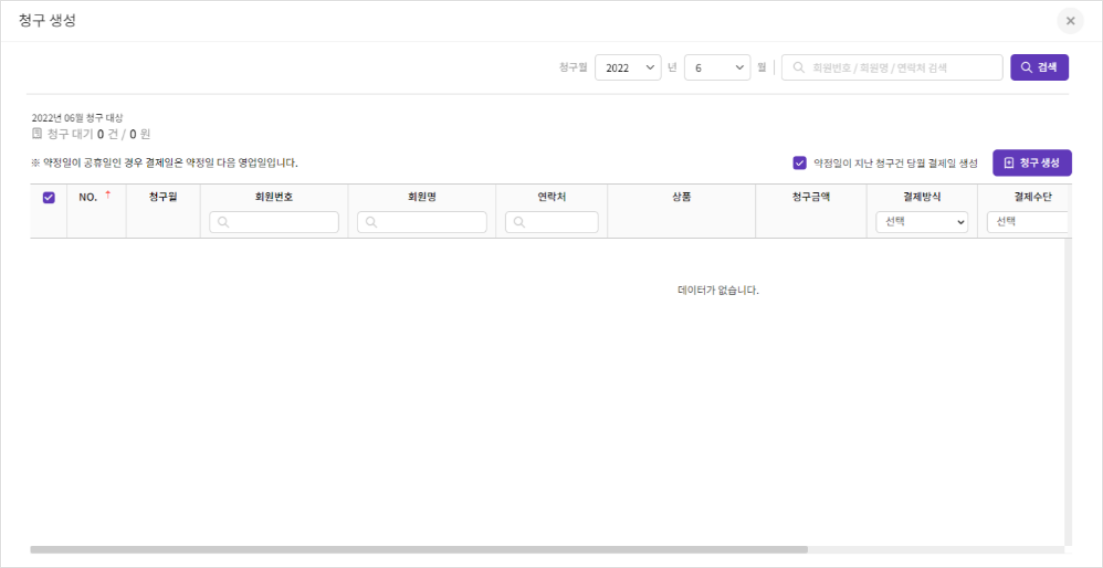 청구 생성
청구월 2022 년 6 월 회원번호 / 회원명 / 연락처 검색 검색
2022년 06월 청구 대상
청구 대기 0 건 / 0 원
※ 약정일이 공휴일인 경우 결제일은 약정일 다음 영업일입니다.
약정일이 지난 청구건 당월 결제일 생성 청구 생성
NO. 청구월 회원번호 회원명 연락처 상품 청구금액 결제방식 결제수단
선택 선택
데이터가 없습니다.